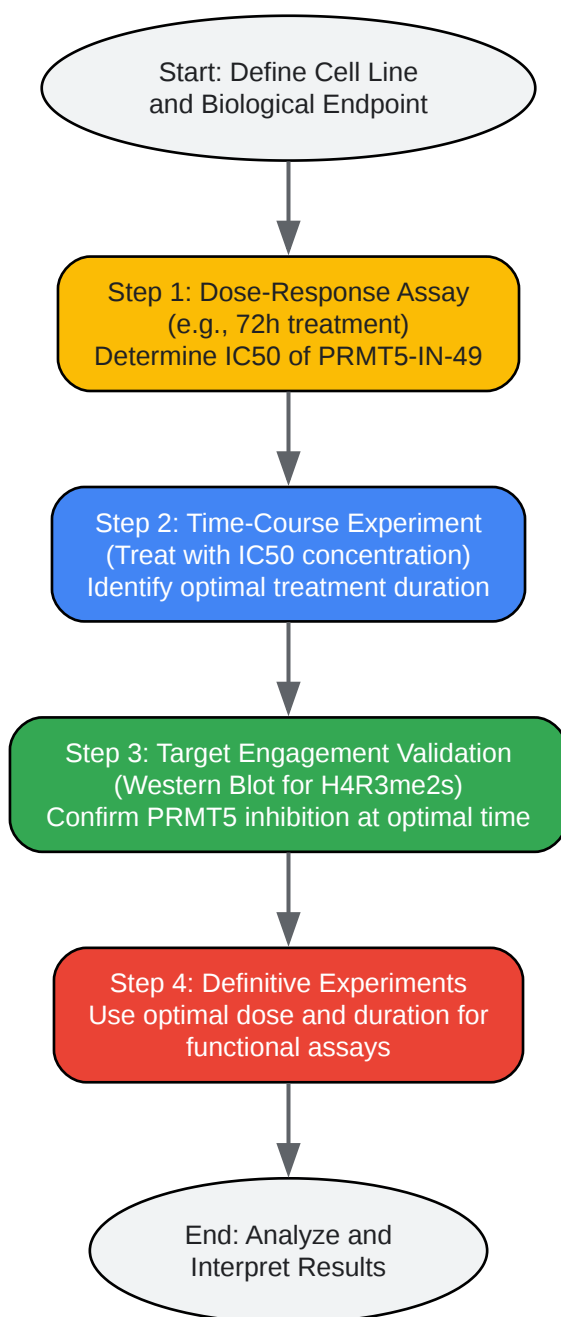 Start: Define Cell Line
and Biological Endpoint
Step 1: Dose-Response Assay
(e.g., 72h treatment)
Determine IC50 of PRMT5-IN-49
Step 2: Time-Course Experiment
(Treat with IC50 concentration)
Identify optimal treatment duration
Step 3: Target Engagement Validation
(Western Blot for H4R3me2s)
Confirm PRMT5 inhibition at optimal time
Step 4: Definitive Experiments
Use optimal dose and duration for
functional assays
End: Analyze and
Interpret Results